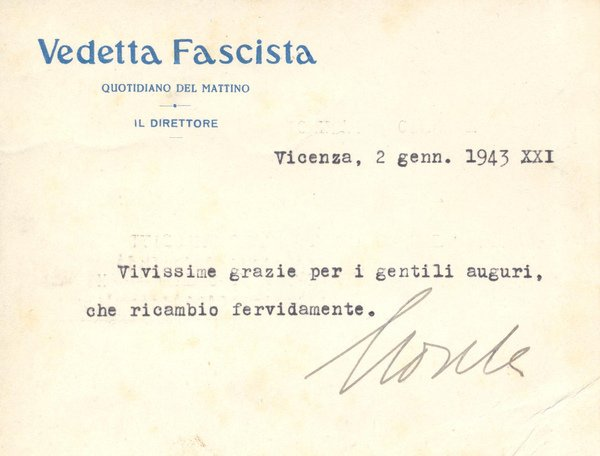 Vedetta Fascista
QUOTIDIANO DEL MATTINO
IL DIRETTORE
Vicenza, 2 genn. 1943 XXI
Vivissime grazie per i gentili auguri,
che ricambio fervidamente.